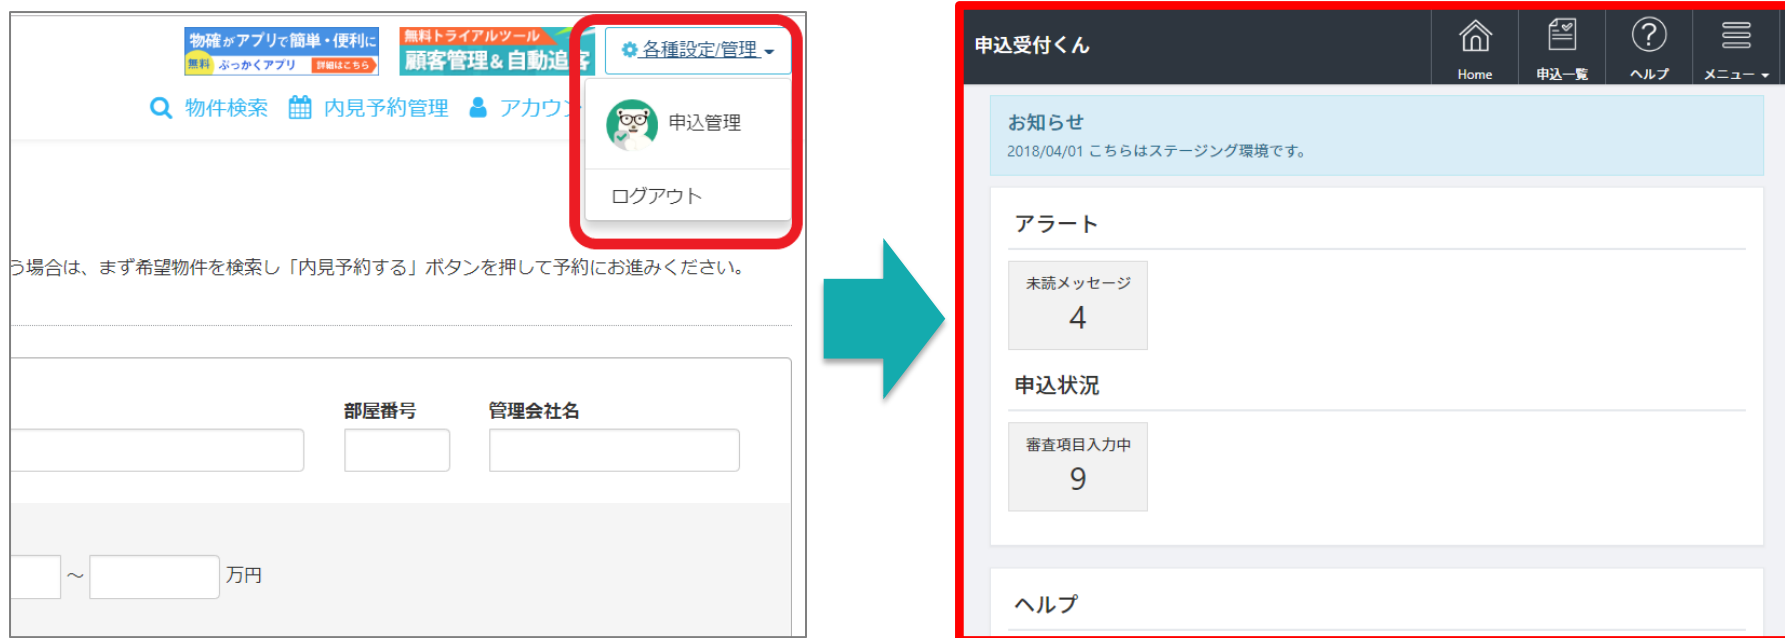 物確がアプリで簡単・便利に
無料 ぶっかくアプリ 詳細はこちら
無料トライアルツール
顧客管理&自動追客
各種設定/管理
物件検索 内見予約管理 アカウン
申込管理
ログアウト
う場合は、まず希望物件を検索し「内見予約する」ボタンを押して予約にお進みください。
部屋番号 管理会社名
～ 万円
申込受付くん
Home 申込一覧 ヘルプ メニュー
お知らせ
2018/04/01 こちらはステージング環境です。
アラート
未読メッセージ
4
申込状況
審査項目入力中
9
ヘルプ